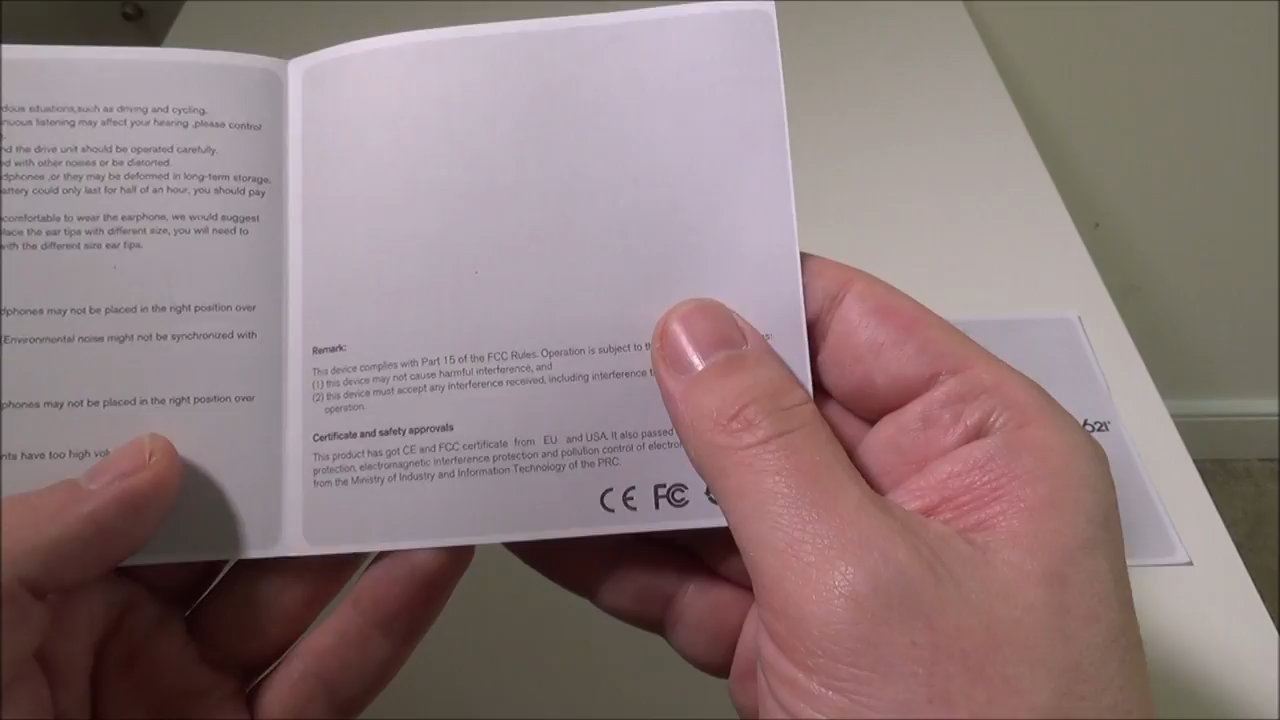 dous situations,such as driving and cycling.
nuous listening may affect your hearing ,please control
nd the drive unit should be operated carefully.
ed with other noises or be distorted.
dphones ,or they may be deformed in long-term storage.
attery could only last for half of an hour, you should pay
comfortable to wear the earphone, we would suggest
lace the ear tips with different size, you will need to
with the different size ear tips.
dphones may not be placed in the right position over
(Environmental noise might not be synchronized with
phones may not be placed in the right position over
nts have too high vol
Remark:
This device complies with Part 15 of the FCC Rules. Operation is subject to
(1) this device may not cause harmful interference, and
(2) this device must accept any interference received, including interference
operation.
Certificate and safety approvals
This product has got CE and FCC certificate from EU and USA. It also passed
protection, electromagnetic interference protection and pollution control of
from the Ministry of Industry and Information Technology of the PRC.
CE FC
621